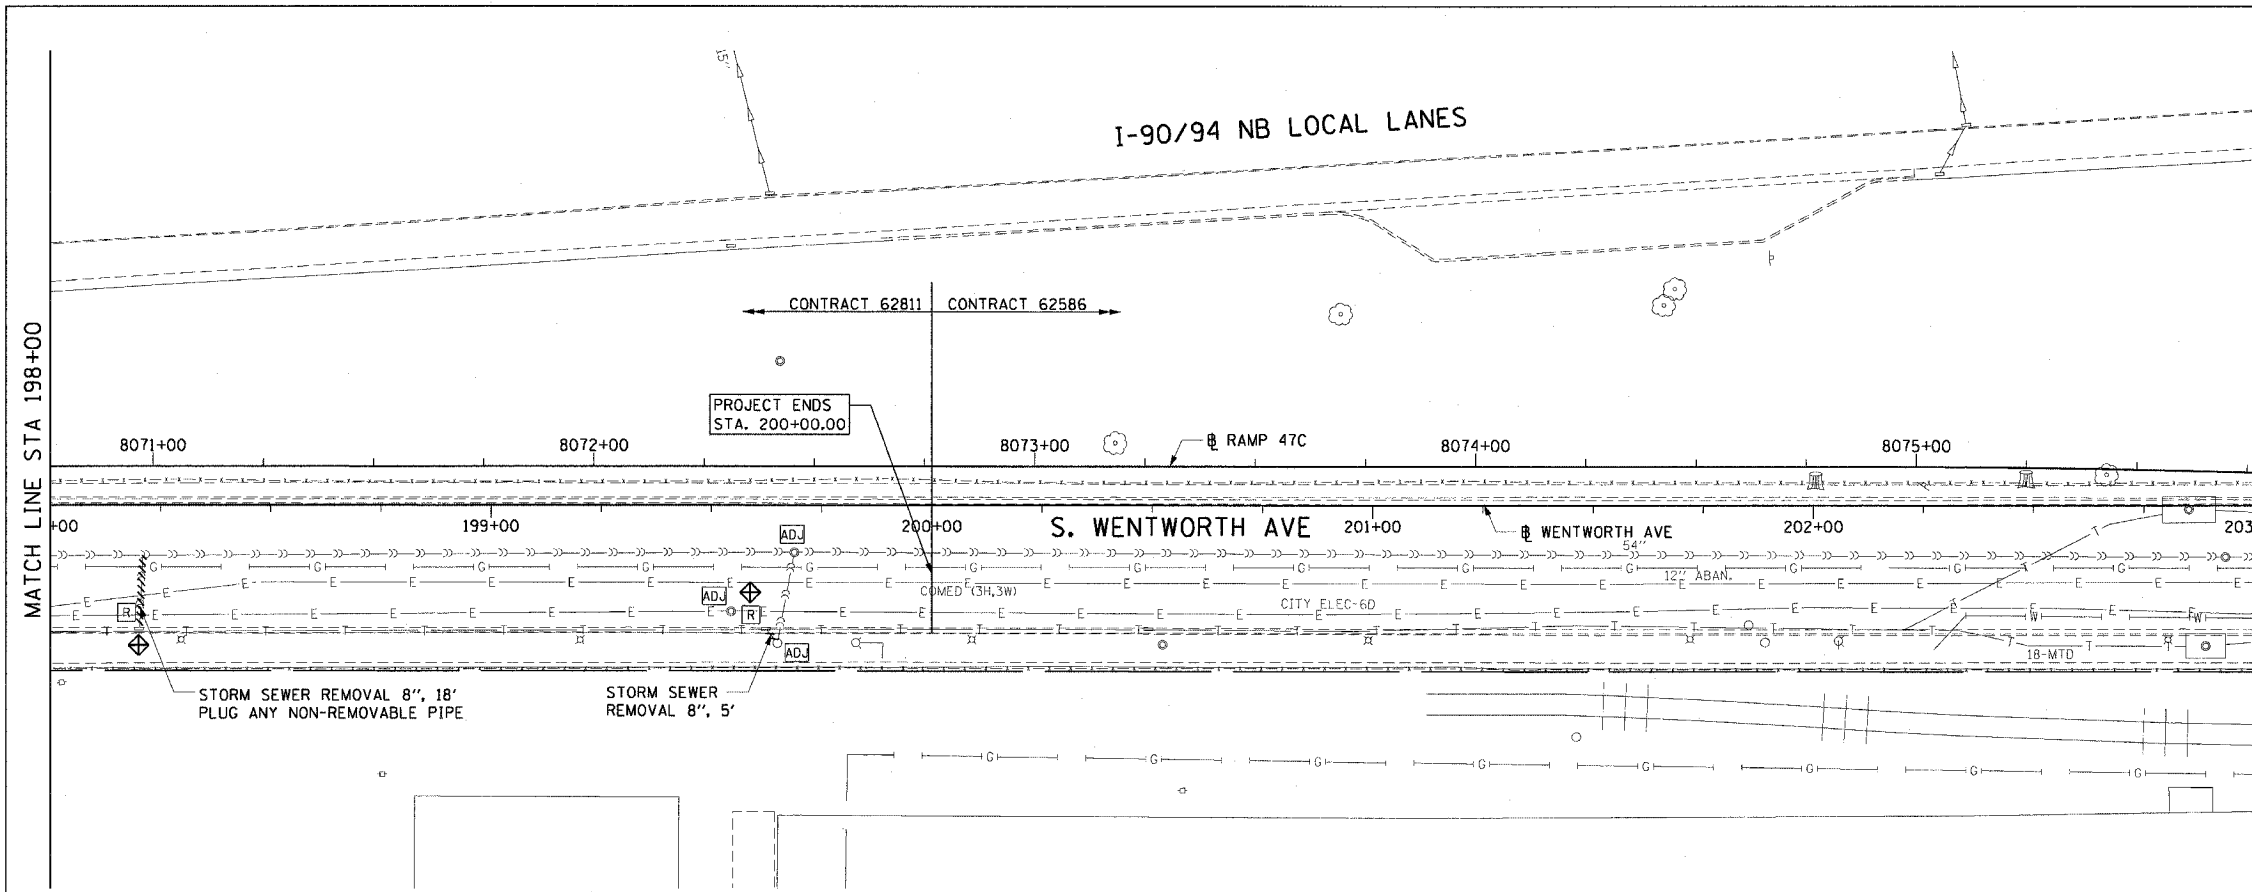 15"
I-90/94 NB LOCAL LANES
CONTRACT 62811
CONTRACT 62586
MATCH LINE STA 198+00
PROJECT ENDS
STA. 200+00.00
8071+00
8072+00
8073+00
8074+00
8075+00
℄ RAMP 47C
+00
199+00
200+00
201+00
202+00
203
S. WENTWORTH AVE
℄ WENTWORTH AVE
54"
12" ABAN.
ADJ
ADJ
ADJ
R
R
COMED (3H,3W)
CITY ELEC-6D
18-MTD
STORM SEWER REMOVAL 8", 18'
PLUG ANY NON-REMOVABLE PIPE
STORM SEWER
REMOVAL 8", 5'